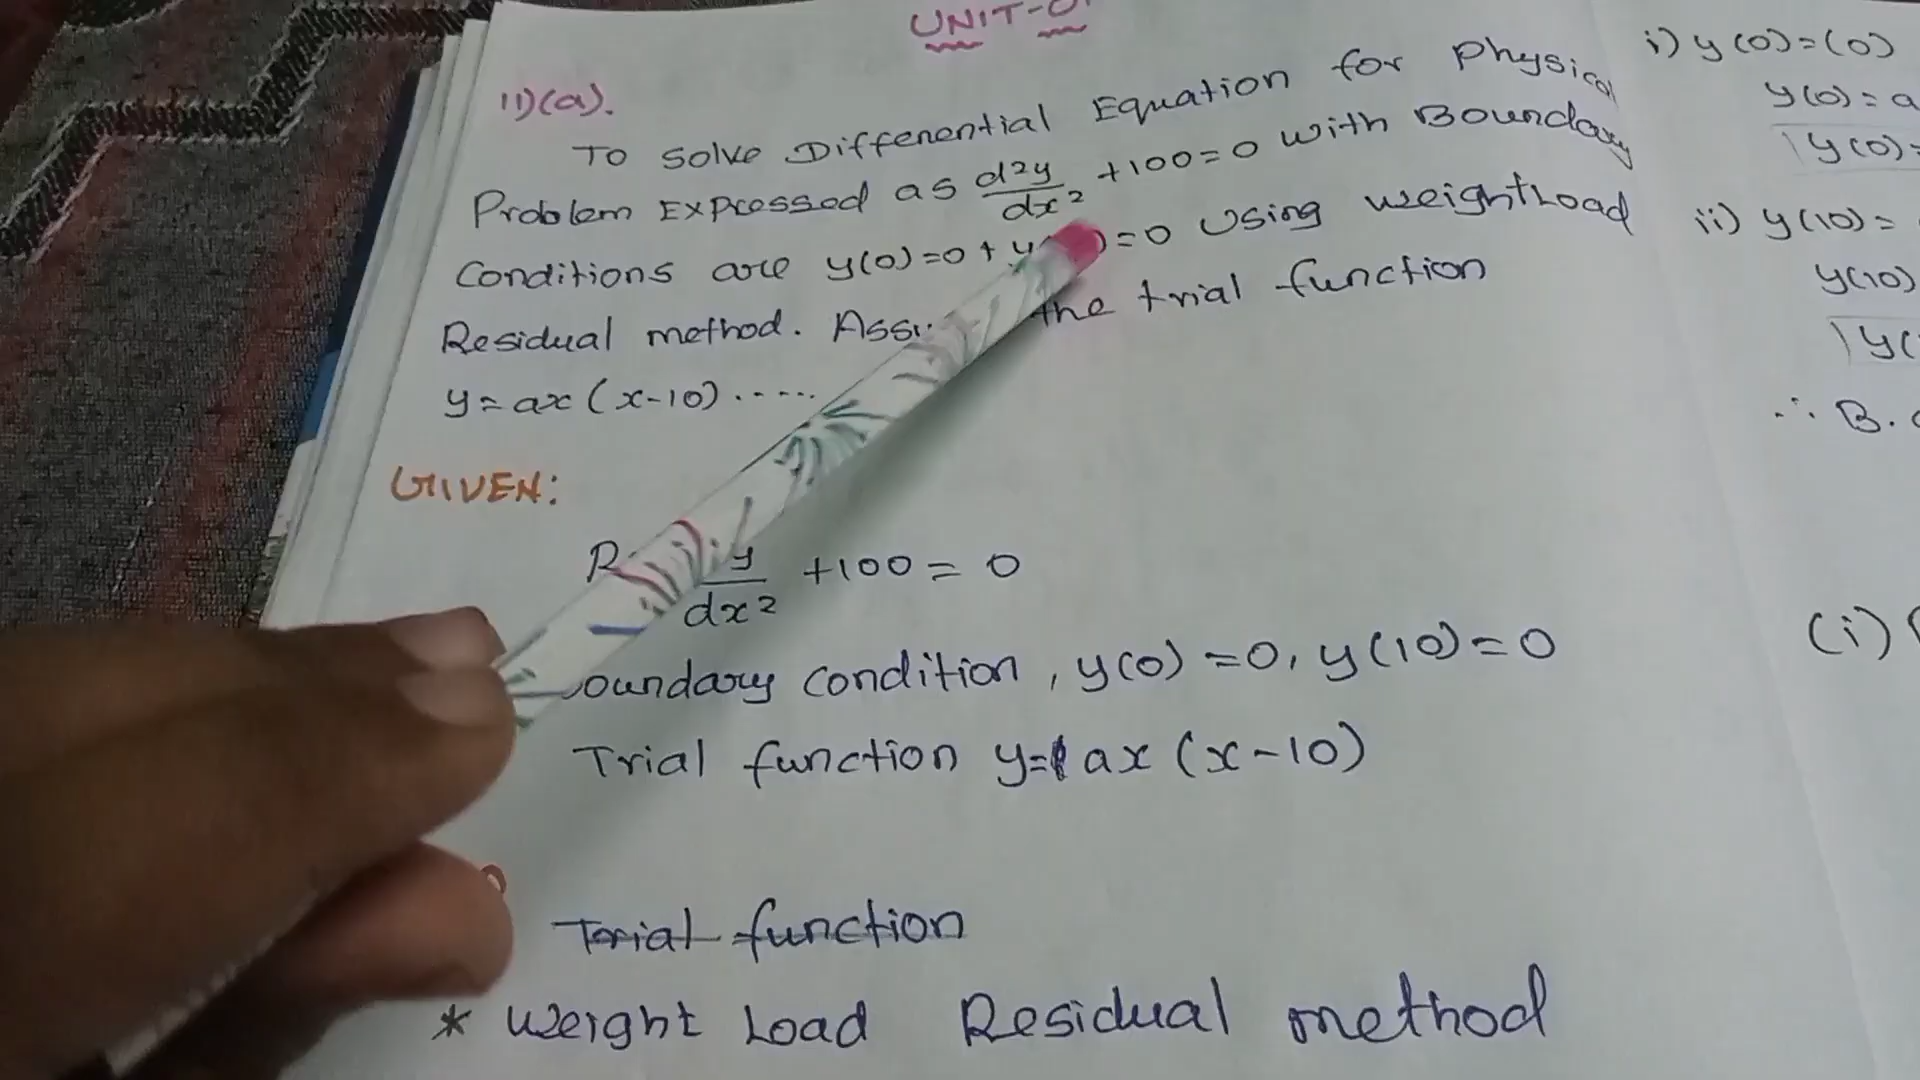 UNIT-01
11)(a).
To solve Differential Equation for Physical
Problem Expressed as d2y/dx2 +100=0 with Boundary
Conditions are y(0)=0 + y =0 Using weightLoad
Residual method. the trial function
y=ax(x-10).....
GIVEN:
y/dx2 +100=0
oundary condition, y(0)=0, y(10)=0
Trial function y= ax(x-10)
Trial function
* Weight Load Residual method
i) y(0)=(0)
y(0)=a
y(0)=
ii) y(10)=
y(10)
y(
∴ B.
(i)